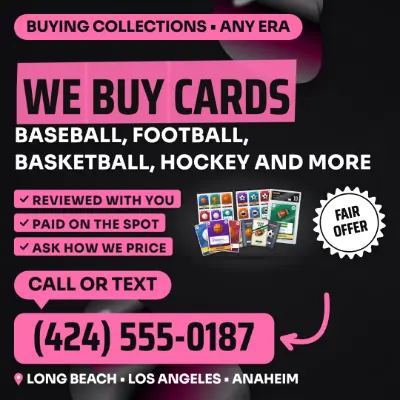 BUYING COLLECTIONS • ANY ERA
WE BUY CARDS
BASEBALL, FOOTBALL,
BASKETBALL, HOCKEY AND MORE
✓ REVIEWED WITH YOU
✓ PAID ON THE SPOT
✓ ASK HOW WE PRICE
FAIR
OFFER
CALL OR TEXT
(424) 555-0187
LONG BEACH • LOS ANGELES • ANAHEIM